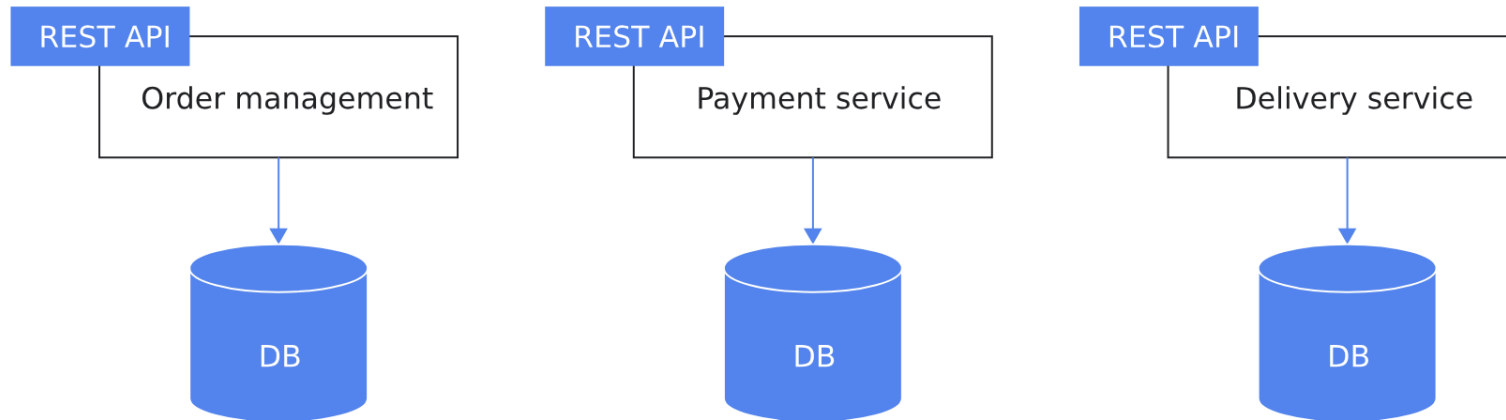 REST API
Order management
DB
REST API
Payment service
DB
REST API
Delivery service
DB